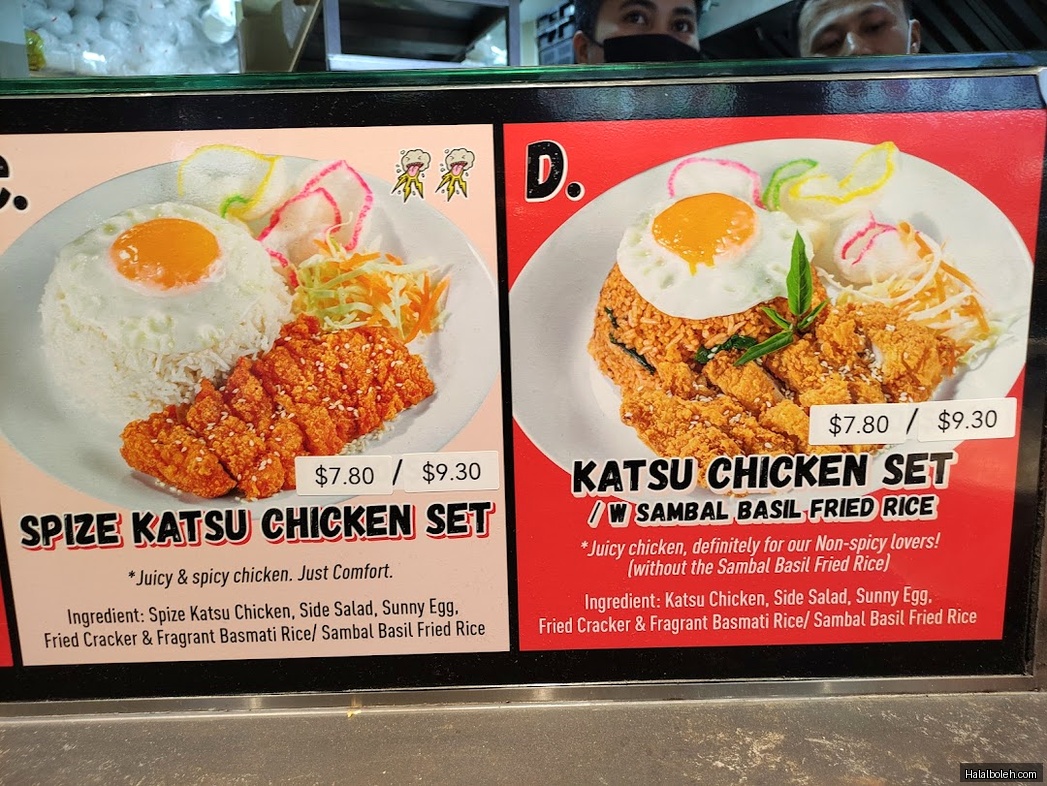 C.
$7.80 / $9.30
SPIZE KATSU CHICKEN SET
*Juicy & spicy chicken. Just Comfort.
Ingredient: Spize Katsu Chicken, Side Salad, Sunny Egg,
Fried Cracker & Fragrant Basmati Rice/ Sambal Basil Fried Rice
D.
$7.80 / $9.30
KATSU CHICKEN SET
/W SAMBAL BASIL FRIED RICE
*Juicy chicken, definitely for our Non-spicy lovers!
(without the Sambal Basil Fried Rice)
Ingredient: Katsu Chicken, Side Salad, Sunny Egg,
Fried Cracker & Fragrant Basmati Rice/ Sambal Basil Fried Rice
Halalboleh.com